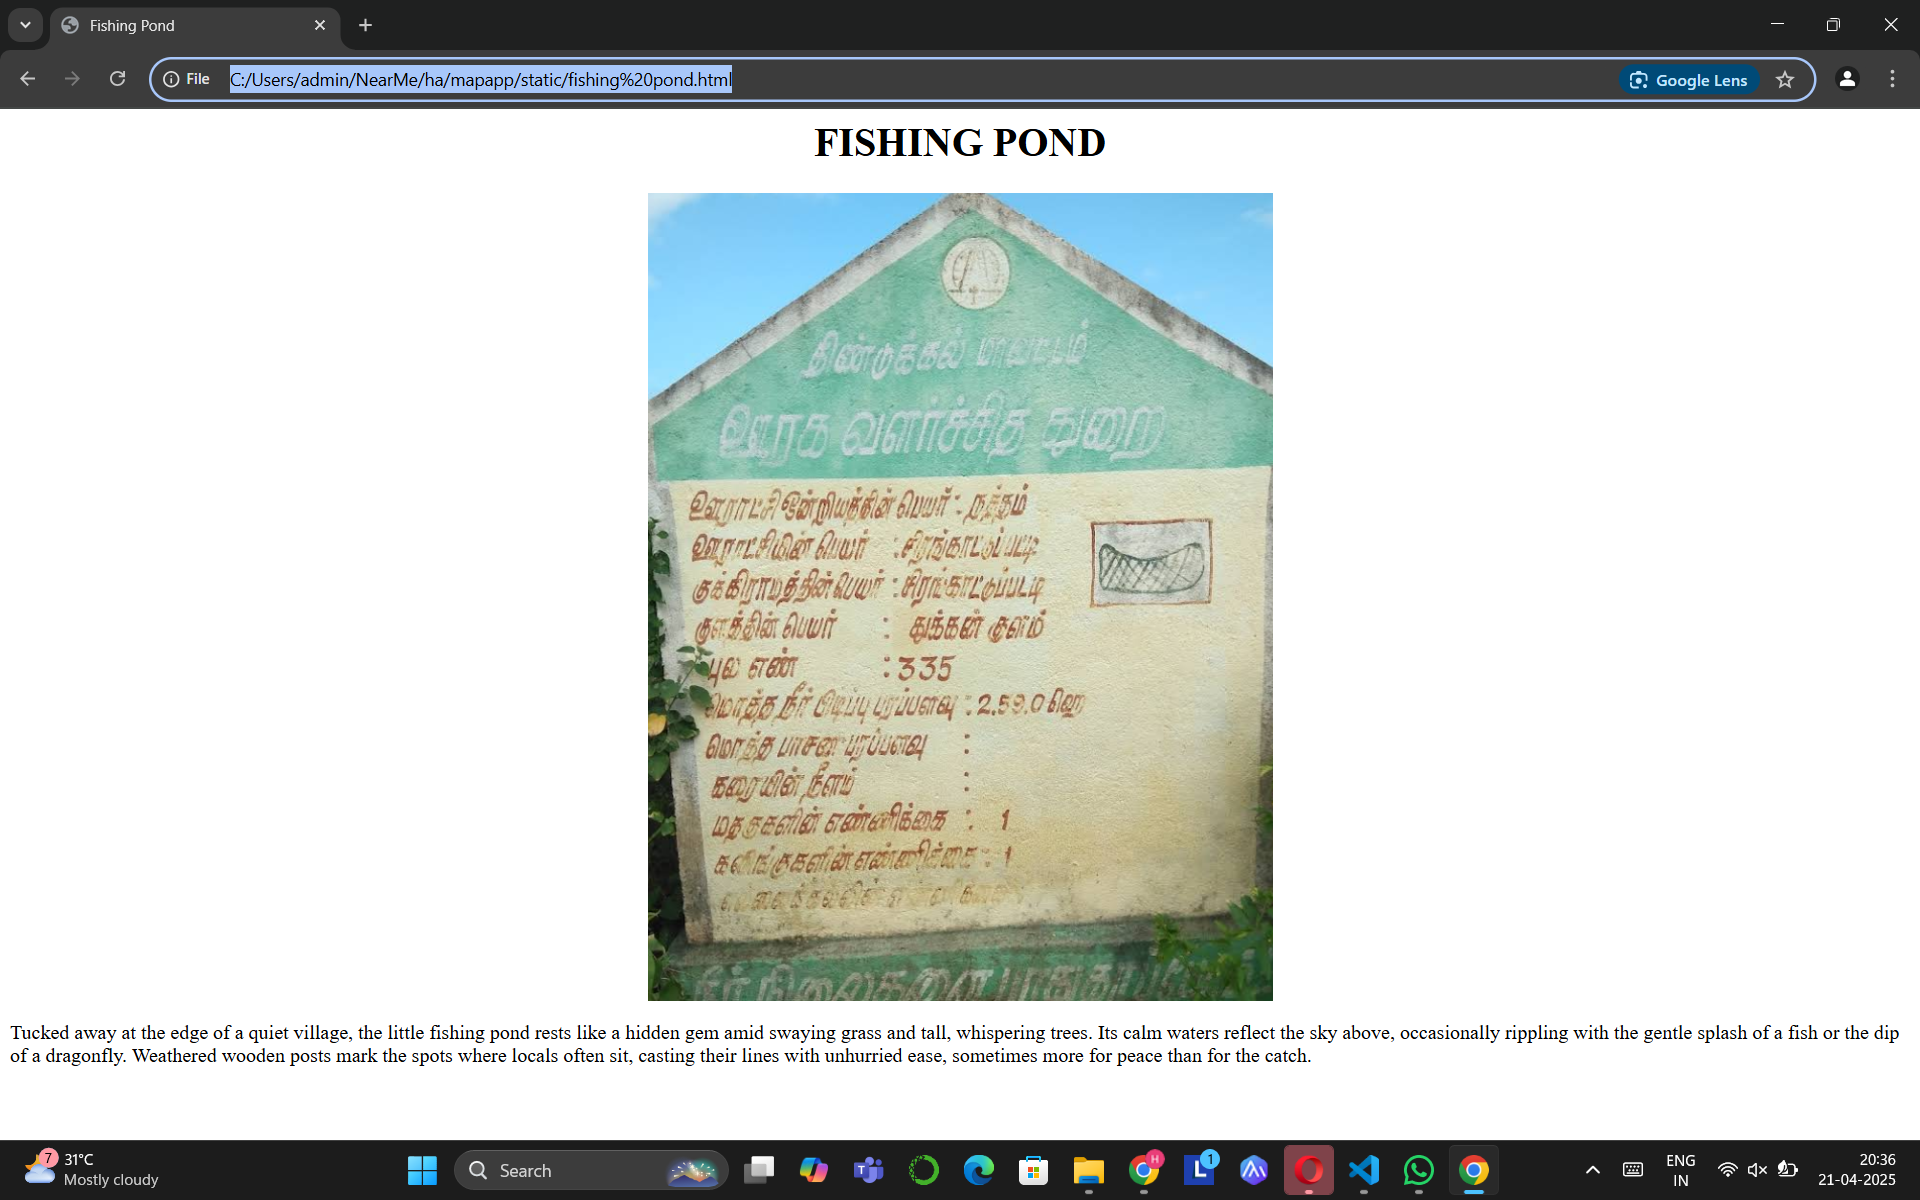 Fishing Pond
File
C:/Users/admin/NearMe/ha/mapapp/static/fishing%20pond.html
Google Lens
FISHING POND
திண்டுக்கல் மாவட்டம்
ஊரக வளர்ச்சித் துறை
ஊராட்சி ஒன்றியத்தின் பெயர் : நத்தம்
ஊராட்சியின் பெயர் : சிரங்காட்டுப்பட்டி
குக்கிராமத்தின் பெயர் : சிரங்காட்டுப்பட்டி
குளத்தின் பெயர் : துக்கன் குளம்
புல எண் : 335
மொத்த நீர் பிடிப்பு பரப்பளவு : 2.59.0 ஹெ
மொத்த பாசன பரப்பளவு :
கரையின் நீளம் :
மதகுகளின் எண்ணிக்கை : 1
கலிங்குகளின் எண்ணிக்கை : 1
நீர் நிலைகளை பாதுகாப்
Tucked away at the edge of a quiet village, the little fishing pond rests like a hidden gem amid swaying grass and tall, whispering trees. Its calm waters reflect the sky above, occasionally rippling with the gentle splash of a fish or the dip
of a dragonfly. Weathered wooden posts mark the spots where locals often sit, casting their lines with unhurried ease, sometimes more for peace than for the catch.
7
31°C
Mostly cloudy
Search
H
L
1
ENG
IN
20:36
21-04-2025